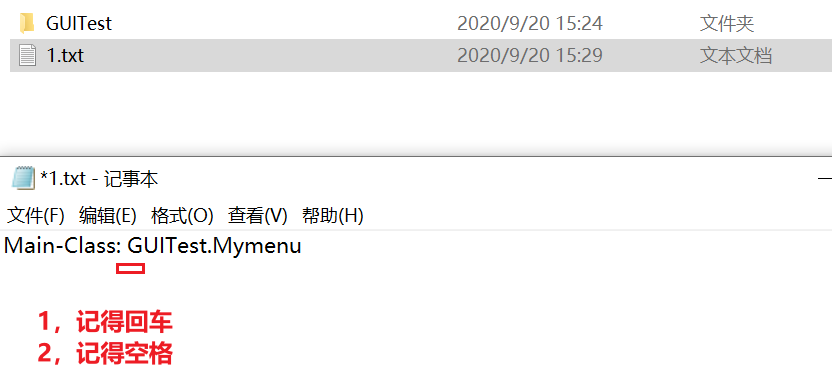 GUITest 2020/9/20 15:24 文件夹
1.txt 2020/9/20 15:29 文本文档
*1.txt - 记事本
文件(F) 编辑(E) 格式(O) 查看(V) 帮助(H)
Main-Class: GUITest.Mymenu
1，记得回车
2，记得空格